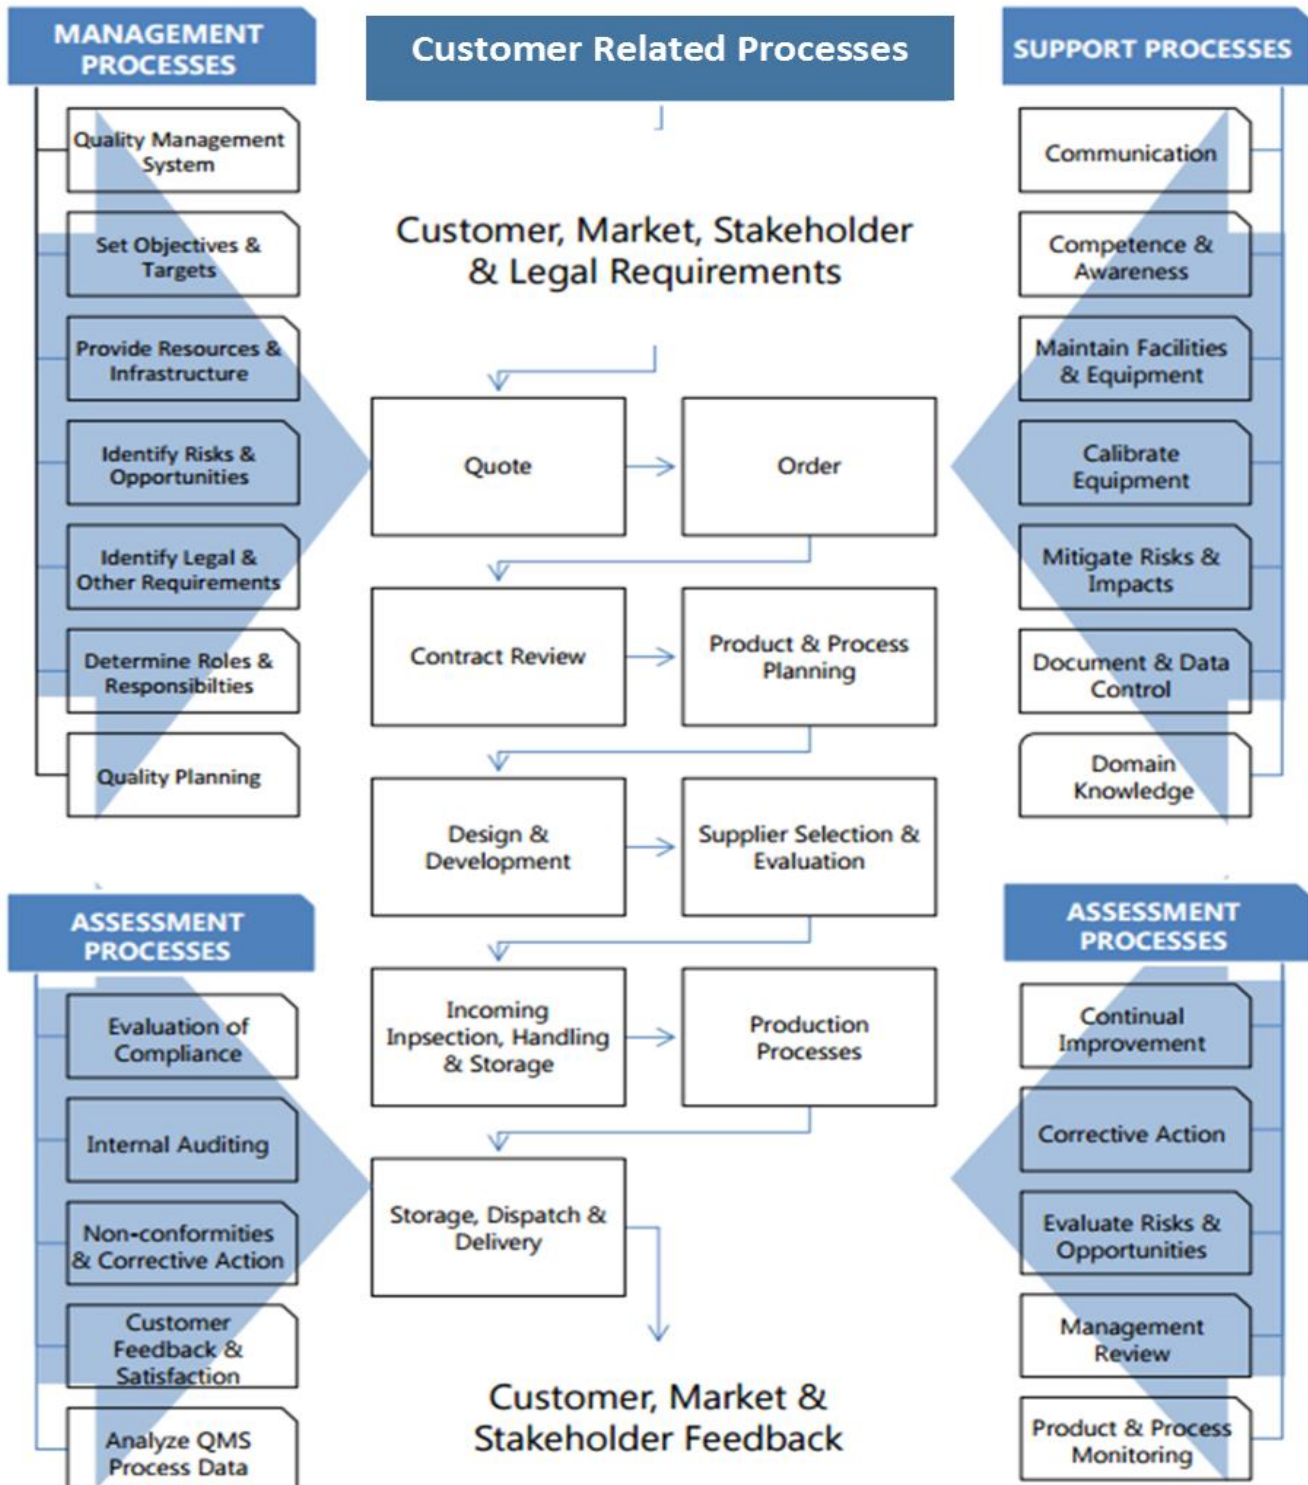 MANAGEMENT
PROCESSES
Quality Management
System
Set Objectives &
Targets
Provide Resources &
Infrastructure
Identify Risks &
Opportunities
Identify Legal &
Other Requirements
Determine Roles &
Responsibilties
Quality Planning
Customer Related Processes
Customer, Market, Stakeholder
& Legal Requirements
Quote
Order
Contract Review
Product & Process
Planning
Design &
Development
Supplier Selection &
Evaluation
Incoming
Inpsection, Handling
& Storage
Production
Processes
Storage, Dispatch &
Delivery
Customer, Market &
Stakeholder Feedback
SUPPORT PROCESSES
Communication
Competence &
Awareness
Maintain Facilities
& Equipment
Calibrate
Equipment
Mitigate Risks &
Impacts
Document & Data
Control
Domain
Knowledge
ASSESSMENT
PROCESSES
Evaluation of
Compliance
Internal Auditing
Non-conformities
& Corrective Action
Customer
Feedback &
Satisfaction
Analyze QMS
Process Data
ASSESSMENT
PROCESSES
Continual
Improvement
Corrective Action
Evaluate Risks &
Opportunities
Management
Review
Product & Process
Monitoring